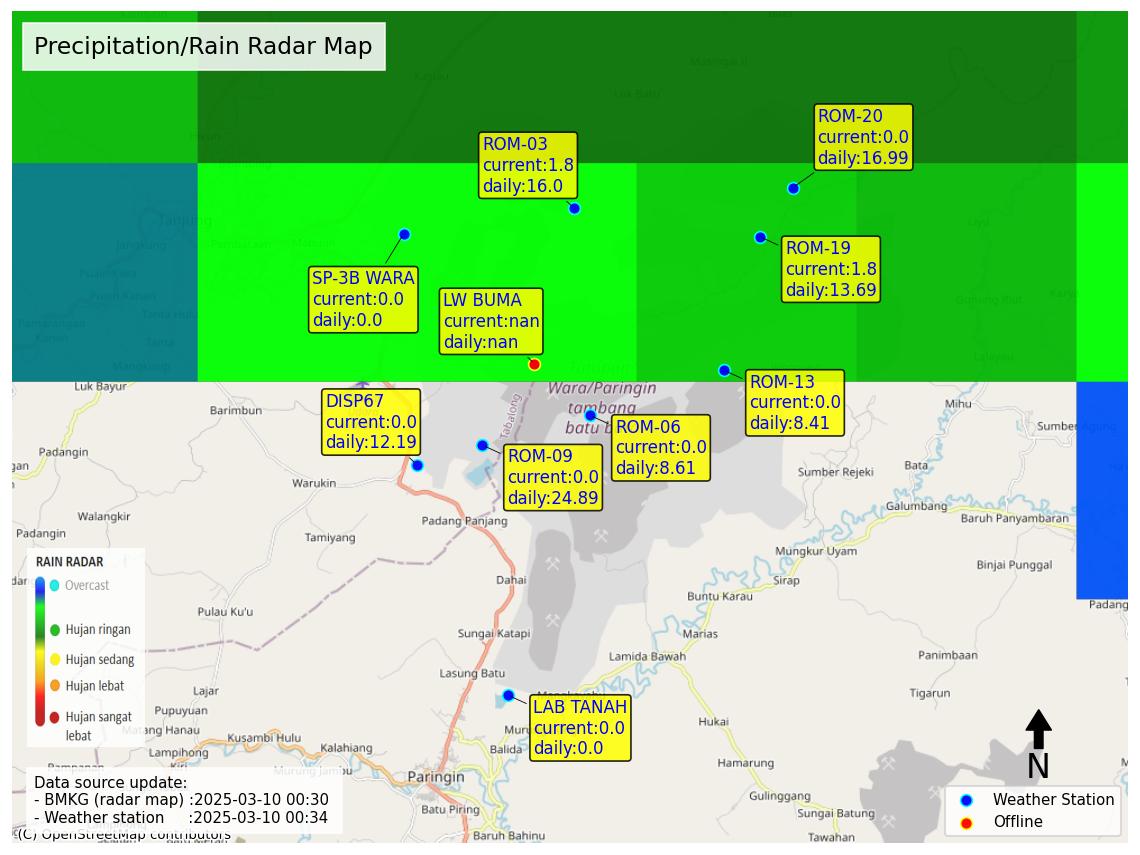 Precipitation/Rain Radar Map
ROM-20
current:0.0
daily:16.99
ROM-03
current:1.8
daily:16.0
ROM-19
current:1.8
daily:13.69
SP-3B WARA
current:0.0
daily:0.0
LW BUMA
current:nan
daily:nan
ROM-13
current:0.0
daily:8.41
DISP67
current:0.0
daily:12.19
ROM-06
current:0.0
daily:8.61
ROM-09
current:0.0
daily:24.89
LAB TANAH
current:0.0
daily:0.0
Tanjung
Luk Bayur
Barimbun
Wara/Paringin
tambang
Tabalong
Mihu
Padangin
Warukin
Sumber Rejeki
Bata
Galumbang
Baruh Panyambaran
Walangkir
Padangin
Tamiyang
Padang Panjang
Mungkur Uyam
Binjai Punggal
Dahai
Sirap
Buntu Karau
Pulau Ku'u
Sungai Katapi
Marias
Lamida Bawah
Panimbaan
Lasung Batu
Tigarun
Lajar
Pupuyuan
Matang Hanau
Kusambi Hulu
Lampihong
Kalahiang
Balida
Hukai
Hamarung
Murung Jambu
Paringin
Gulinggang
Batu Piring
Sungai Batung
Baruh Bahinu
Tawahan
RAIN RADAR
Overcast
Hujan ringan
Hujan sedang
Hujan lebat
Hujan sangat
lebat
Data source update:
- BMKG (radar map) :2025-03-10 00:30
- Weather station :2025-03-10 00:34
(C) OpenStreetMap contributors
N
Weather Station
Offline